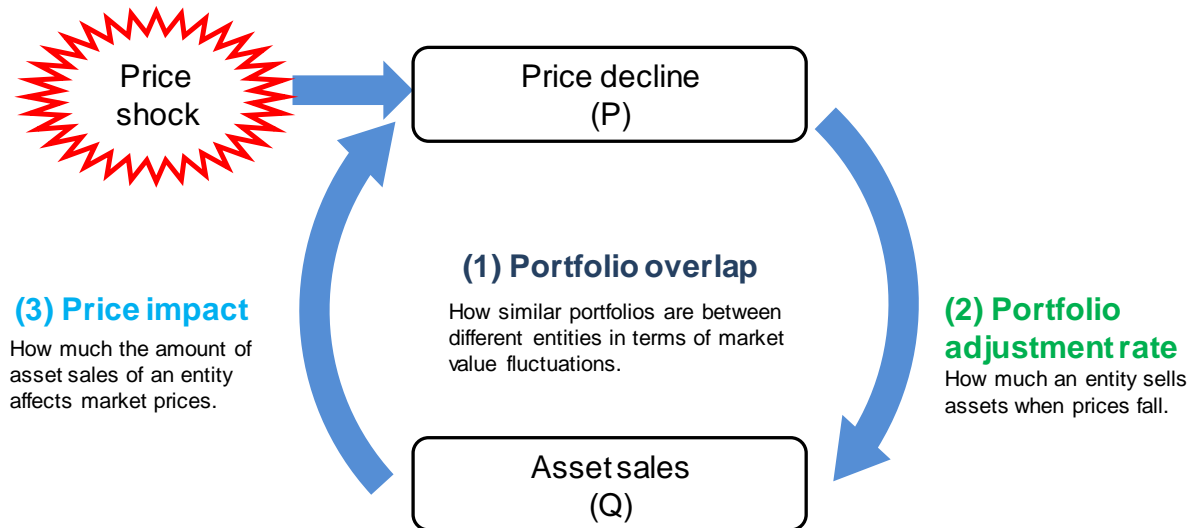 Price
shock
Price decline
(P)
(1) Portfolio overlap
How similar portfolios are between
different entities in terms of market
value fluctuations.
(3) Price impact
How much the amount of
asset sales of an entity
affects market prices.
(2) Portfolio
adjustment rate
How much an entity sells
assets when prices fall.
Asset sales
(Q)